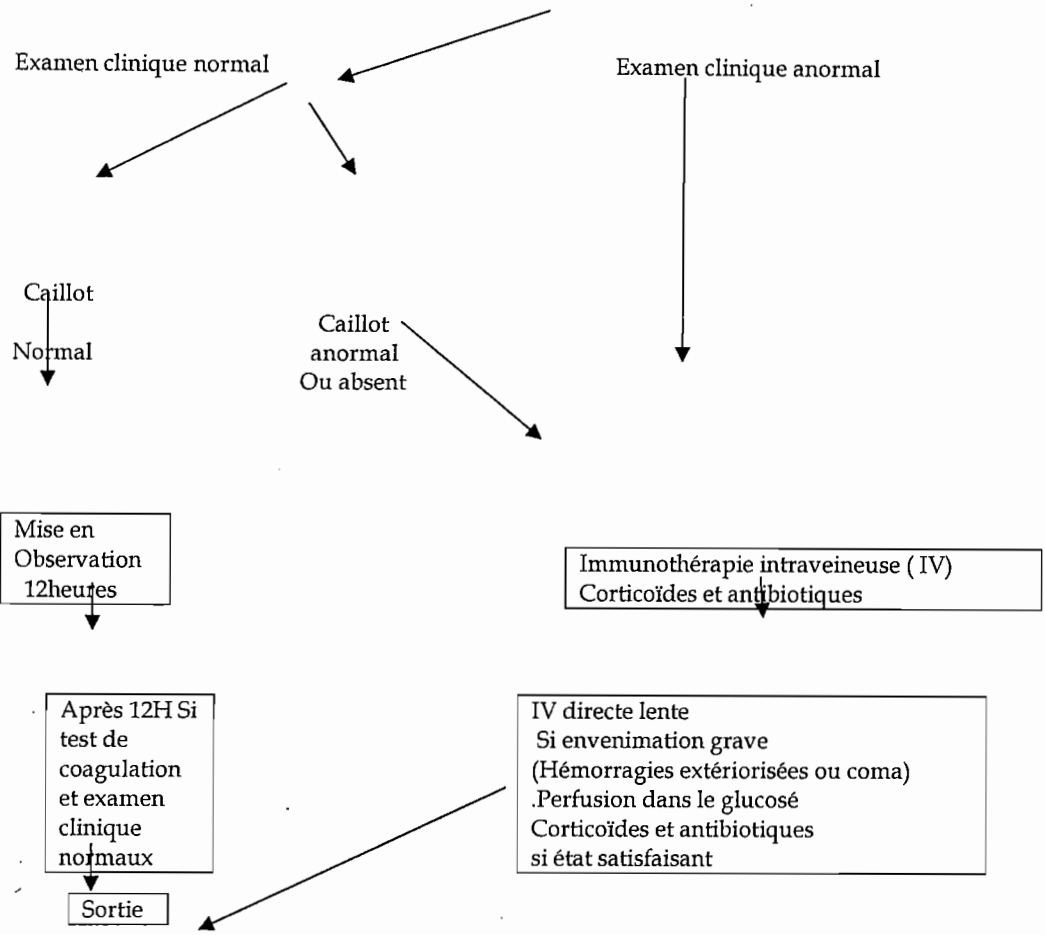 Examen clinique normal
Examen clinique anormal
Caillot
Normal
Caillot
anormal
Ou absent
Mise en
Observation
12heures
Immunothérapie intraveineuse ( IV)
Corticoïdes et antibiotiques
Après 12H Si
test de
coagulation
et examen
clinique
normaux
IV directe lente
Si envenimation grave
(Hémorragies extériorisées ou coma)
.Perfusion dans le glucosé
Corticoïdes et antibiotiques
si état satisfaisant
Sortie